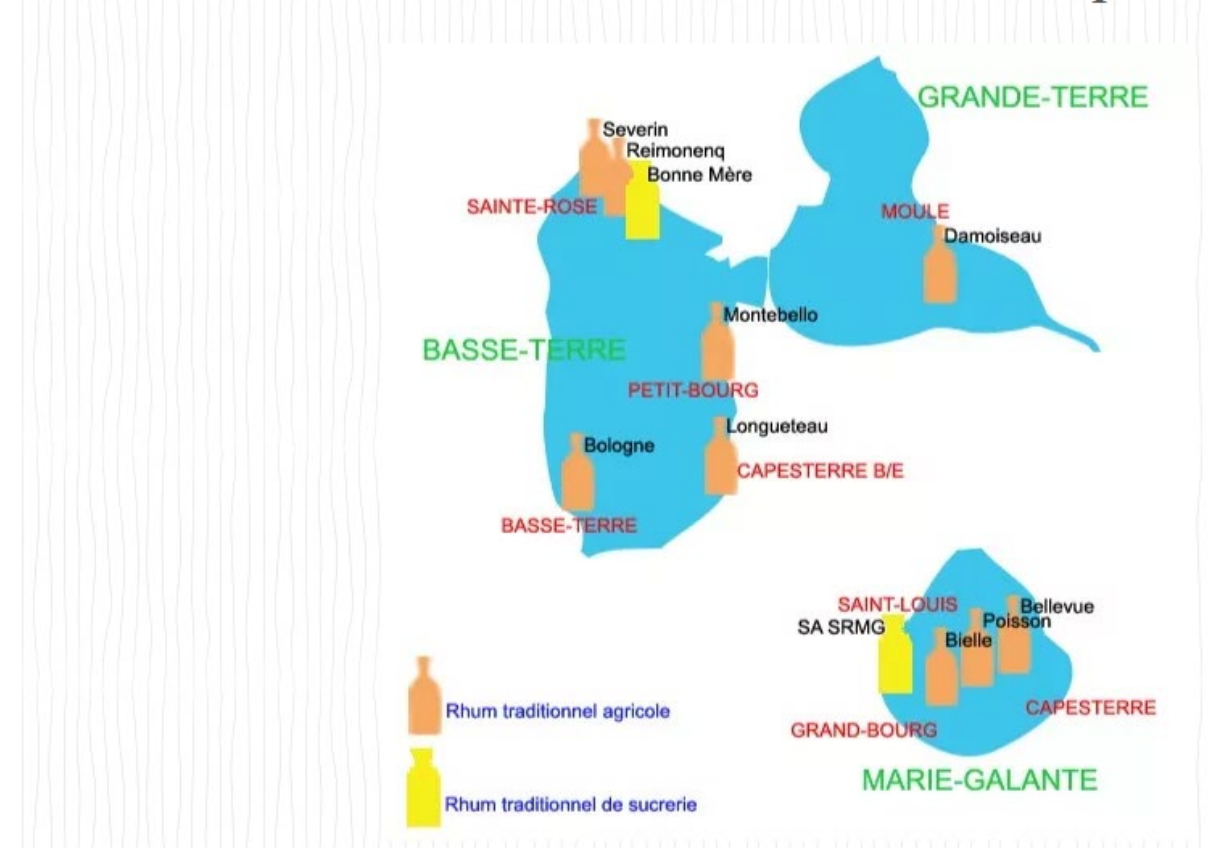 GRANDE-TERRE
Severin
Reimonenq
Bonne Mère
SAINTE-ROSE
MOULE
Damoiseau
Montebello
BASSE-TERRE
PETIT-BOURG
Longueteau
Bologne
CAPESTERRE B/E
BASSE-TERRE
SAINT-LOUIS
Bellevue
SA SRMG
Poisson
Bielle
Rhum traditionnel agricole
CAPESTERRE
GRAND-BOURG
MARIE-GALANTE
Rhum traditionnel de sucrerie